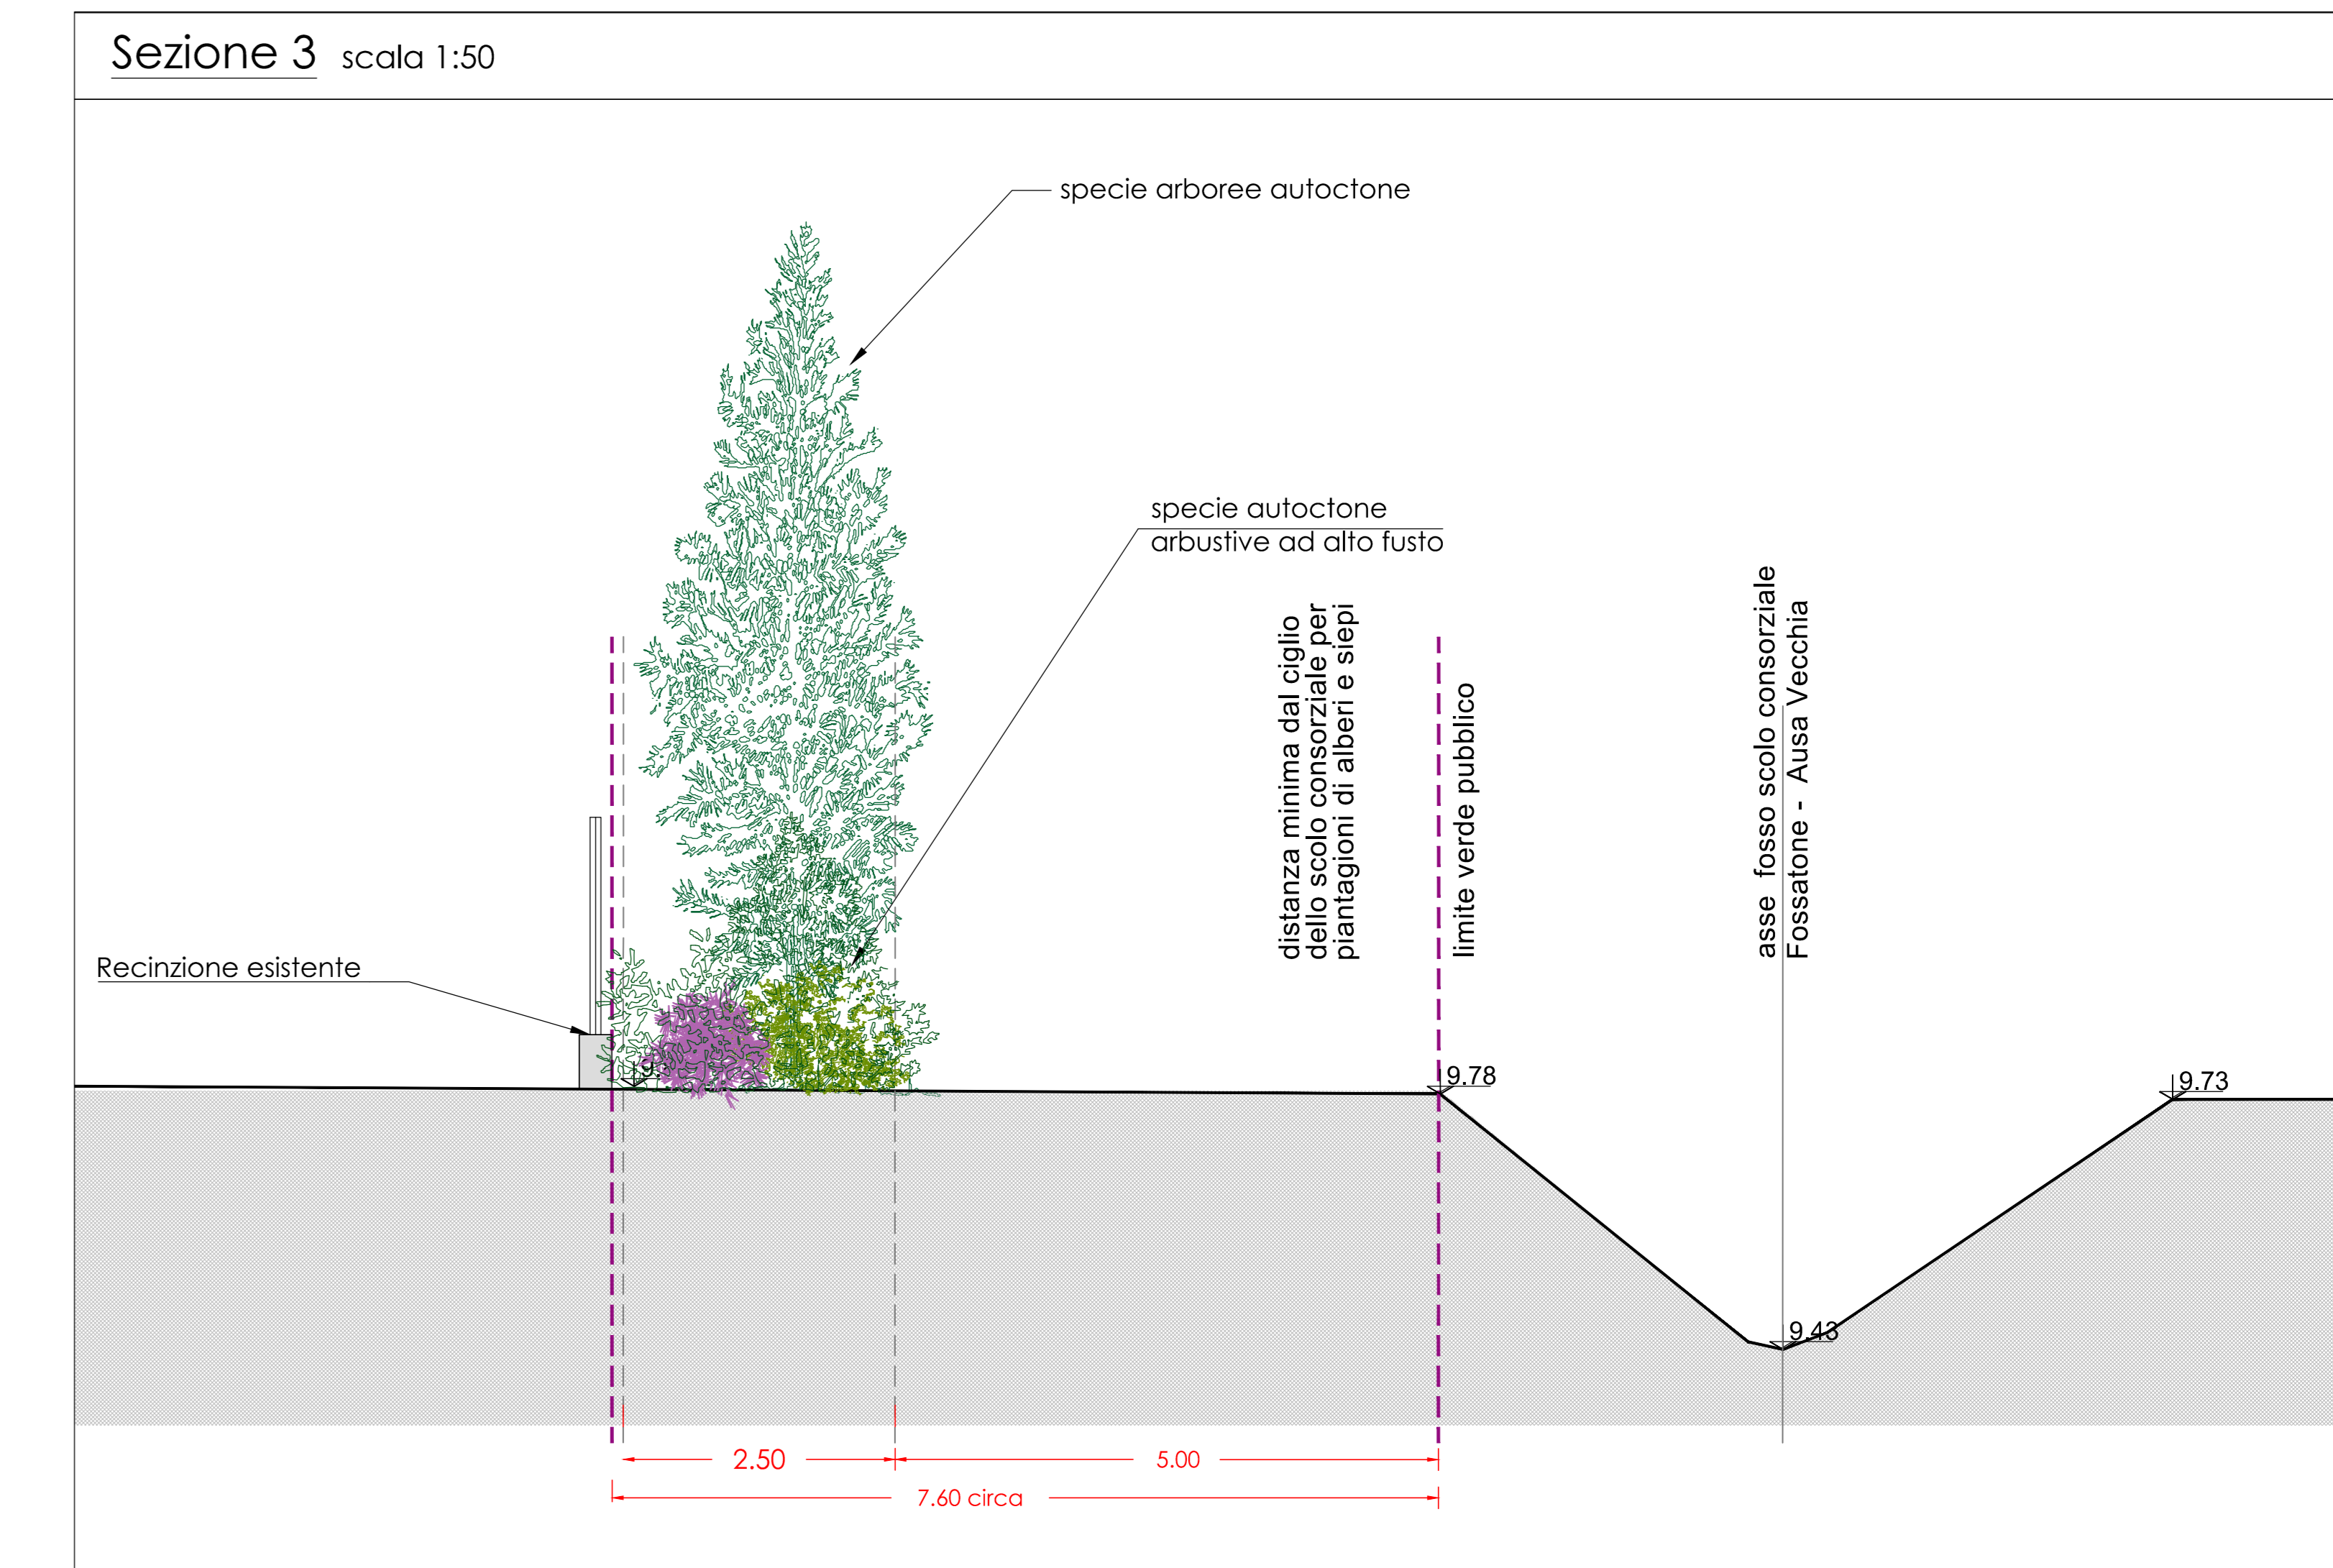 Sezione 3 scala 1:50
specie arboree autoctone
specie autoctone
arbustive ad alto fusto
distanza minima dal ciglio
dello scolo consorziale per
piantagioni di alberi e siepi
limite verde pubblico
asse fosso scolo consorziale
Fossatone - Ausa Vecchia
Recinzione esistente
9.78
9.73
9.43
2.50
5.00
7.60 circa